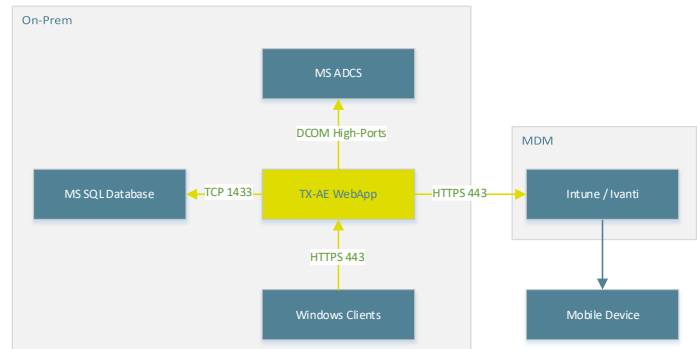 On-Prem
MS ADCS
DCOM High-Ports
MDM
MS SQL Database
TCP 1433
TX-AE WebApp
HTTPS 443
Intune / Ivanti
HTTPS 443
Windows Clients
Mobile Device